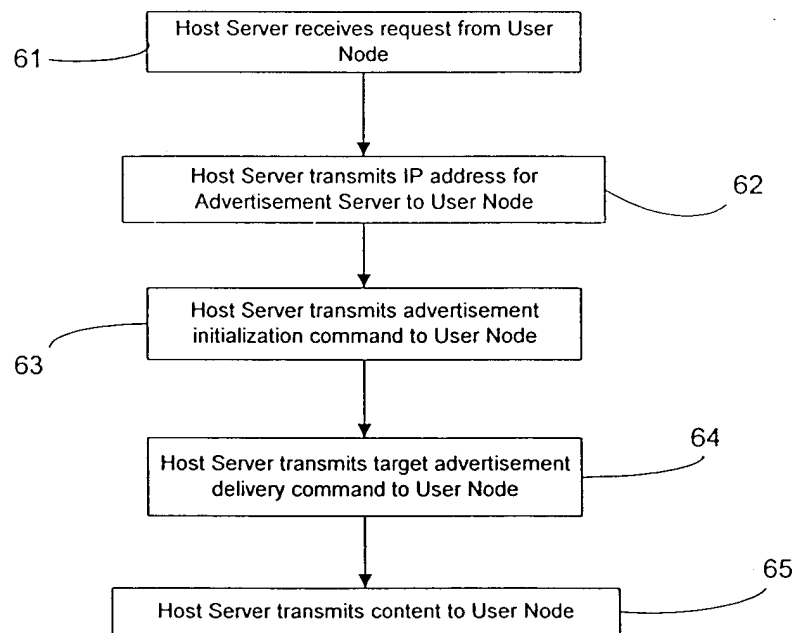 Host Server receives request from User
Node
61
Host Server transmits IP address for
Advertisement Server to User Node
62
Host Server transmits advertisement
initialization command to User Node
63
64
Host Server transmits target advertisement
delivery command to User Node
65
Host Server transmits content to User Node